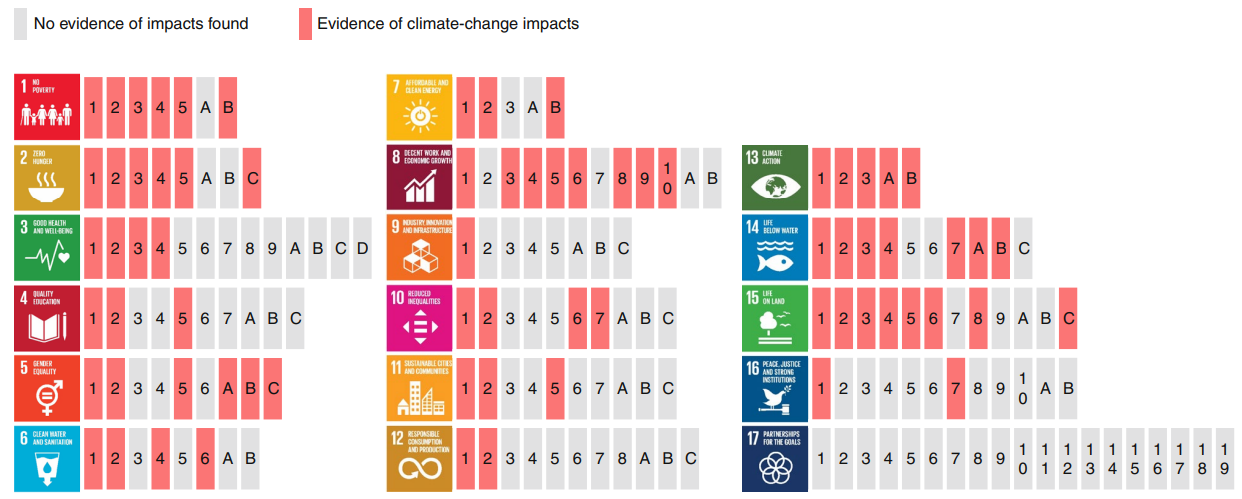 No evidence of impacts found
Evidence of climate-change impacts
1 NO
POVERTY
1 2 3 4 5 A B
2 ZERO
HUNGER
1 2 3 4 5 A B C
3 GOOD HEALTH
AND WELL-BEING
1 2 3 4 5 6 7 8 9 A B C D
4 QUALITY
EDUCATION
1 2 3 4 5 6 7 A B C
5 GENDER
EQUALITY
1 2 3 4 5 6 A B C
6 CLEAN WATER
AND SANITATION
1 2 3 4 5 6 A B
7 AFFORDABLE AND
CLEAN ENERGY
1 2 3 A B
8 DECENT WORK AND
ECONOMIC GROWTH
1 2 3 4 5 6 7 8 9 10 A B
9 INDUSTRY, INNOVATION
AND INFRASTRUCTURE
1 2 3 4 5 A B C
10 REDUCED
INEQUALITIES
1 2 3 4 5 6 7 A B C
11 SUSTAINABLE CITIES
AND COMMUNITIES
1 2 3 4 5 6 7 A B C
12 RESPONSIBLE
CONSUMPTION
AND PRODUCTION
1 2 3 4 5 6 7 8 A B C
13 CLIMATE
ACTION
1 2 3 A B
14 LIFE
BELOW WATER
1 2 3 4 5 6 7 A B C
15 LIFE
ON LAND
1 2 3 4 5 6 7 8 9 A B C
16 PEACE, JUSTICE
AND STRONG
INSTITUTIONS
1 2 3 4 5 6 7 8 9 10 A B
17 PARTNERSHIPS
FOR THE GOALS
1 2 3 4 5 6 7 8 9 10 11 12 13 14 15 16 17 18 19